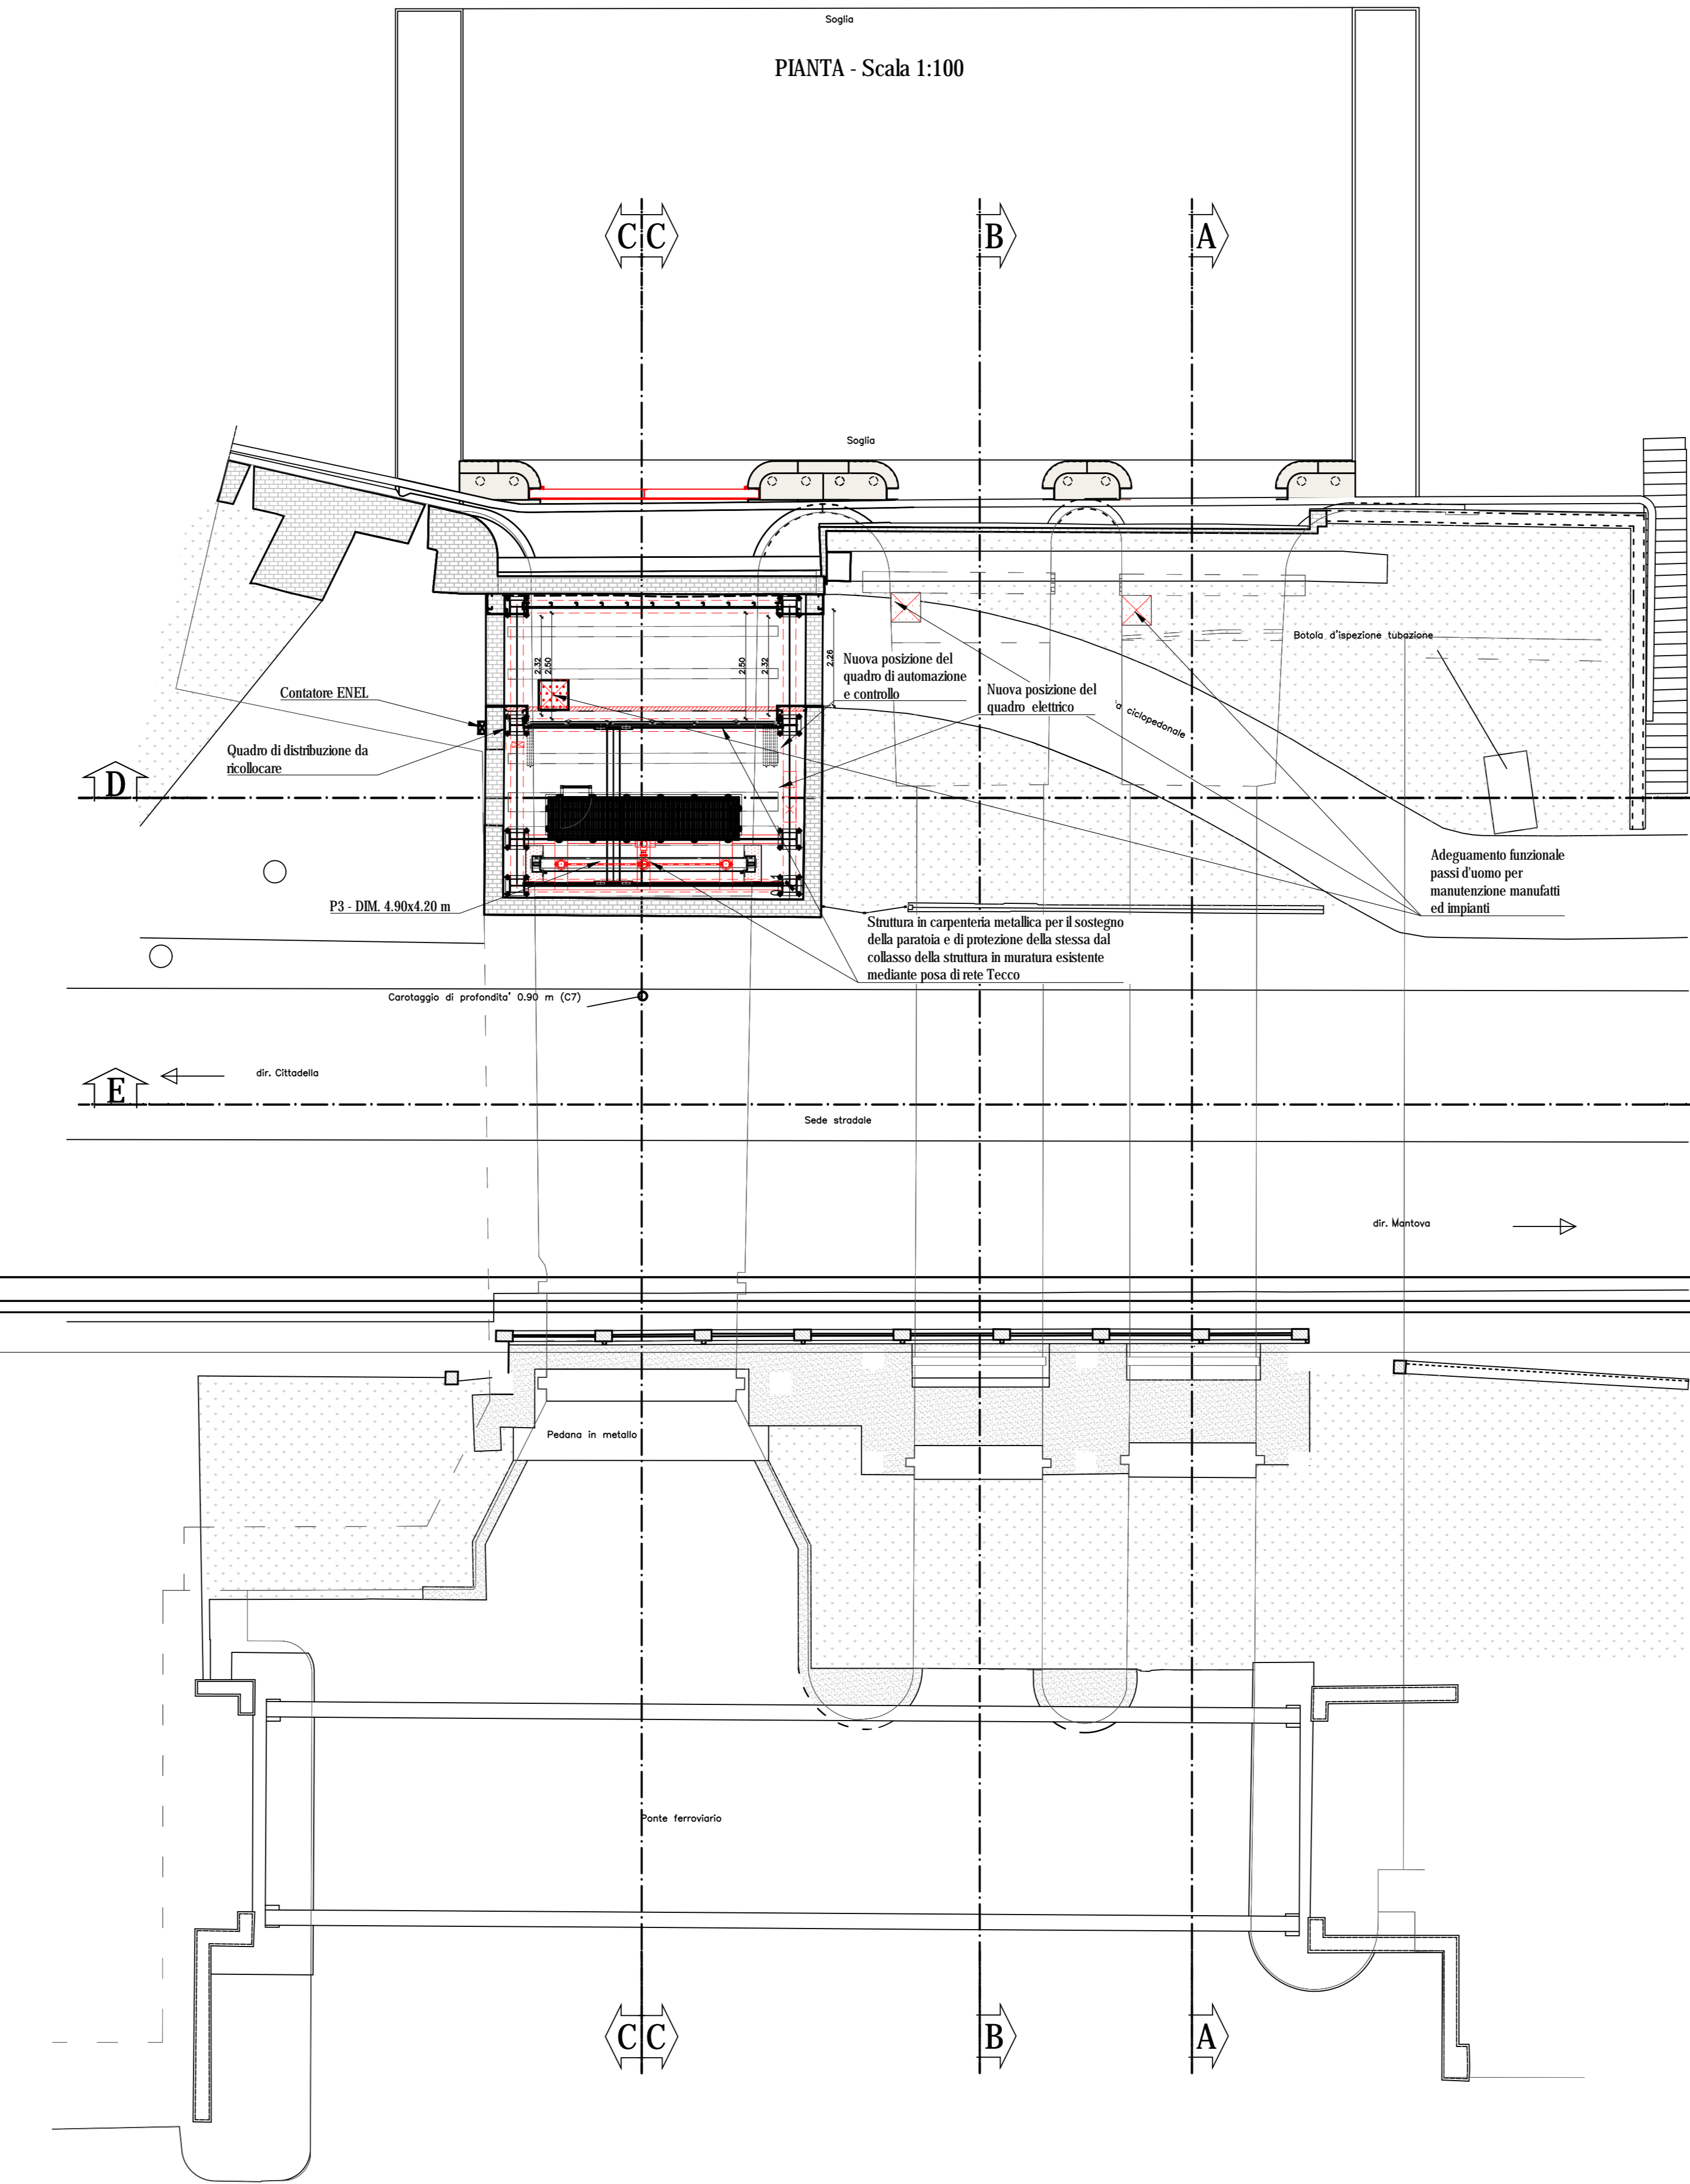 Soglia
PIANTA - Scala 1:100
C C
B
A
Soglia
Botola d'ispezione tubazione
2.32
2.50
2.50
2.32
2.26
Nuova posizione del
quadro di automazione
e controllo
Nuova posizione del
quadro elettrico
ciclopedonale
Contatore ENEL
Quadro di distribuzione da
ricollocare
D
Adeguamento funzionale
passi d'uomo per
manutenzione manufatti
ed impianti
P3 - DIM. 4.90x4.20 m
Struttura in carpenteria metallica per il sostegno
della paratoia e di protezione della stessa dal
collasso della struttura in muratura esistente
mediante posa di rete Tecco
Carotaggio di profondita' 0.90 m (C7)
E
dir. Cittadella
Sede stradale
dir. Mantova
Pedana in metallo
Ponte ferroviario
C C
B
A